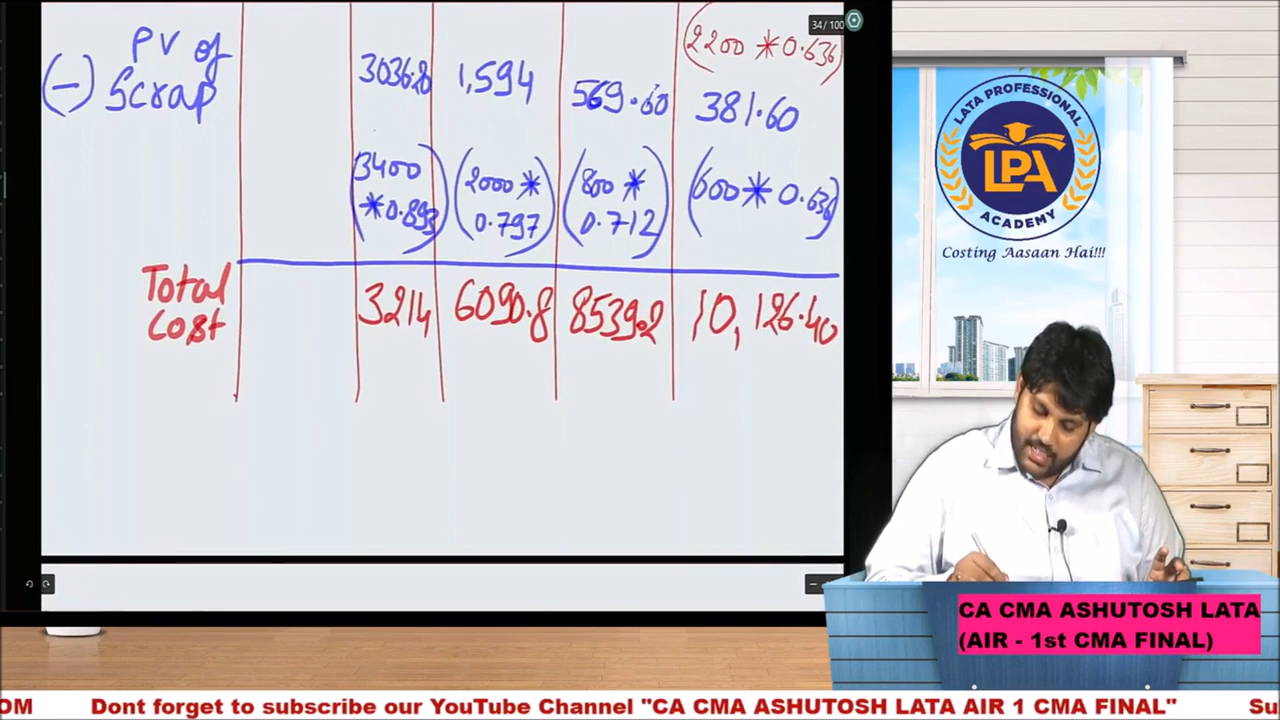 34/100
(2200 * 0.636)
PV of
(-) Scrap
3036.20 1,594 569.60 381.60
(3400 * 0.893) (2000 * 0.797) (800 * 0.712) (600 * 0.636)
Total Cost 3214 6090.8 8539.2 10,126.40
LATA PROFESSIONAL
LPA
ACADEMY
Costing Aasaan Hai!!!
CA CMA ASHUTOSH LATA
(AIR - 1st CMA FINAL)
OM Dont forget to subscribe our YouTube Channel "CA CMA ASHUTOSH LATA AIR 1 CMA FINAL" Su